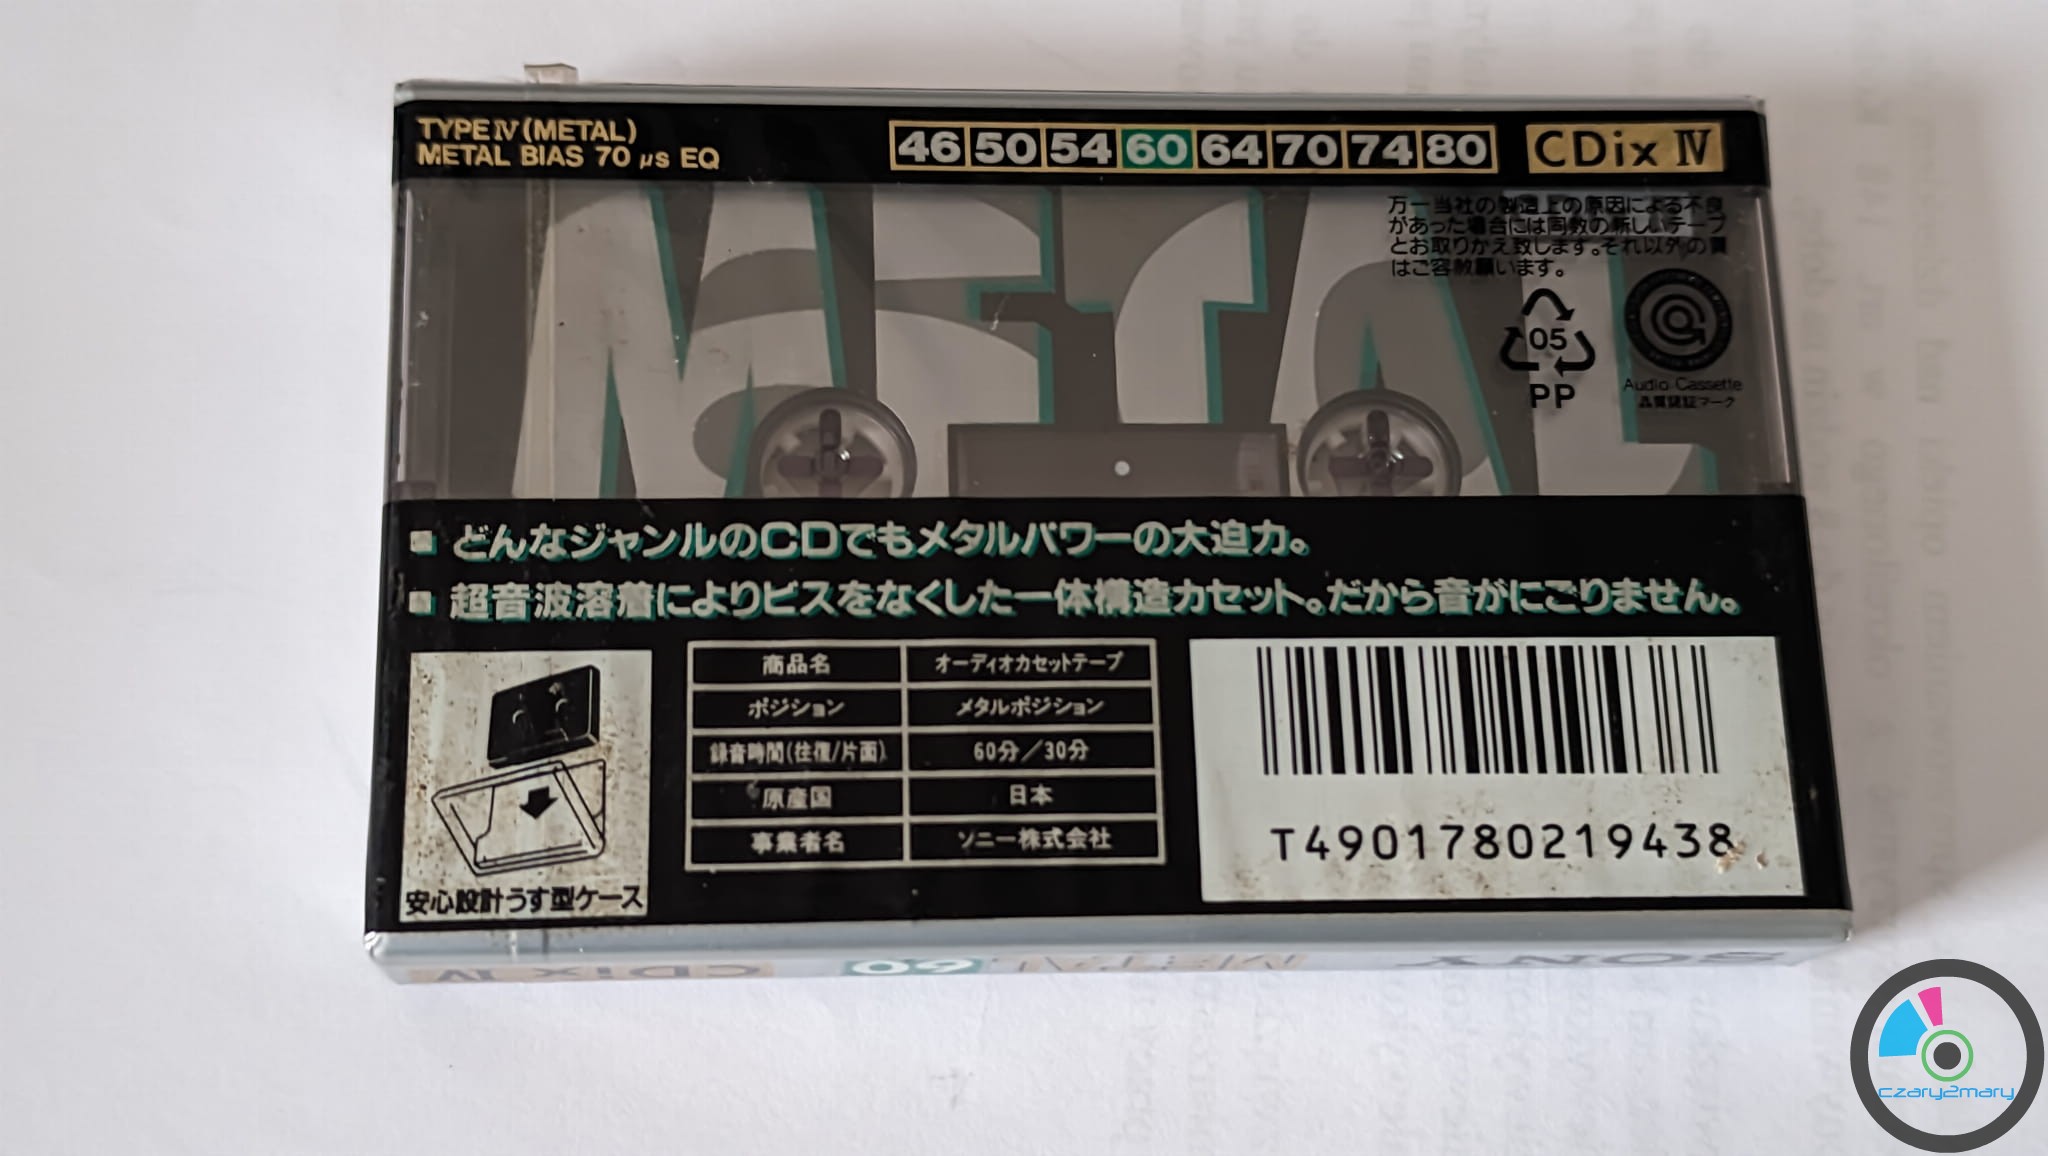 TYPE IV (METAL)
METAL BIAS 70 μs EQ
46 50 54 60 64 70 74 80
CDix IV
METAL
万一当社の製造上の原因による不良
があった場合には同数の新しいテープ
とお取りかえ致します。それ以外の責
はご容赦願います。
05
PP
Audio Cassette
品質認証マーク
■ どんなジャンルのCDでもメタルパワーの大迫力。
■ 超音波溶着によりビスをなくした一体構造カセット。だから音がにごりません。
商品名 オーディオカセットテープ
ポジション メタルポジション
録音時間(往復/片面) 60分/30分
原産国 日本
事業者名 ソニー株式会社
安心設計うす型ケース
T4901780219438
SONY METAL 60 CDix IV
czary2mary